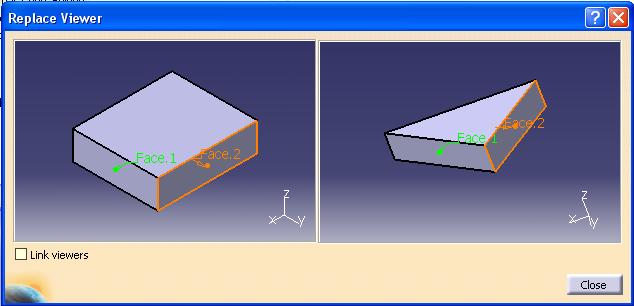 Replace Viewer
Face.1
Face.2
z
x
y
Face.1
Face.2
z
x
y
Link viewers
Close